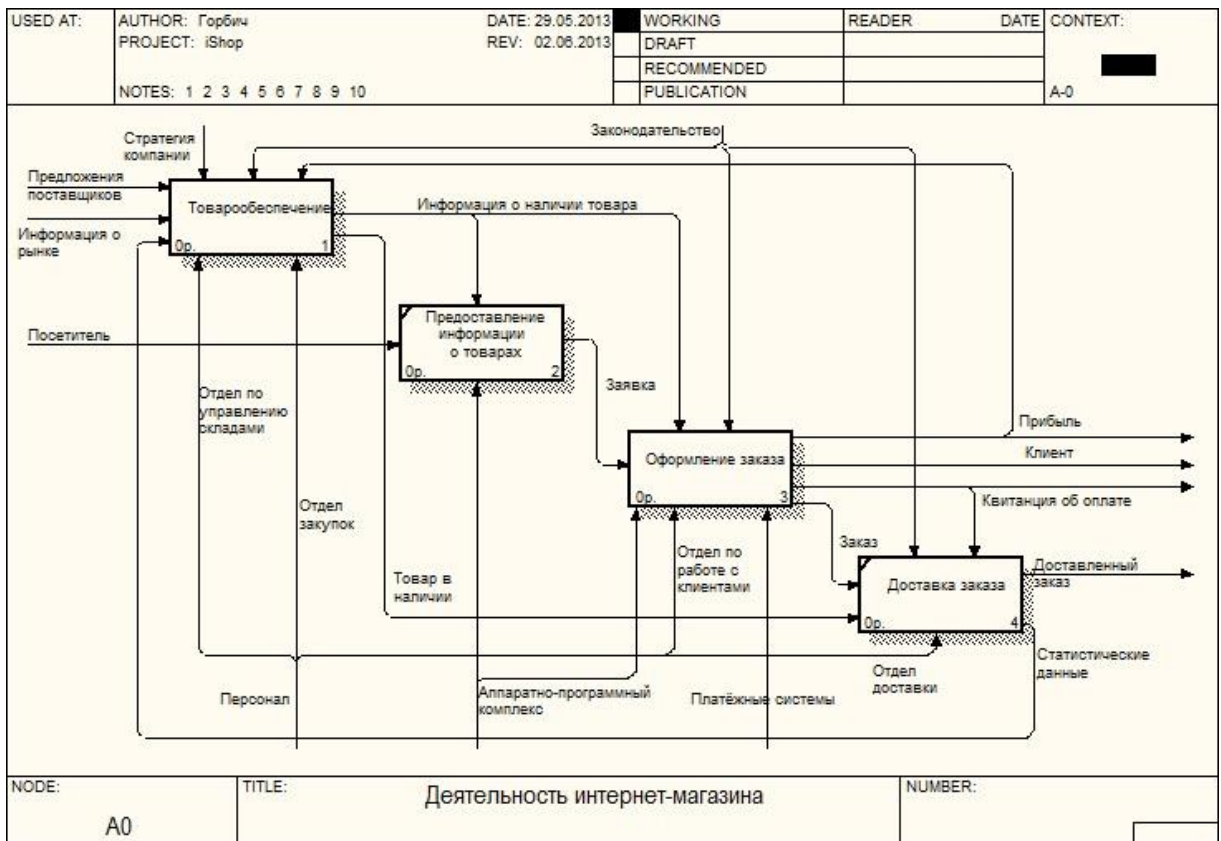 USED AT:
AUTHOR: Горбич
DATE: 29.05.2013
WORKING
READER
DATE
CONTEXT:
PROJECT: iShop
REV: 02.06.2013
DRAFT
RECOMMENDED
NOTES: 1 2 3 4 5 6 7 8 9 10
PUBLICATION
A-0
Стратегия
компании
Законодательство
Предложения
поставщиков
Товарообеспечение
0р.
1
Информация о наличии товара
Информация о
рынке
Посетитель
Предоставление
информации
о товарах
0р.
2
Отдел по
управлению
складами
Заявка
Прибыль
Клиент
Оформление заказа
0р.
3
Квитанция об оплате
Отдел
закупок
Отдел по
работе с
клиентами
Заказ
Товар в
наличии
Доставка заказа
0р.
4
Доставленный
заказ
Статистические
данные
Отдел
доставки
Персонал
Аппаратно-программный
комплекс
Платёжные системы
NODE:
A0
TITLE:
Деятельность интернет-магазина
NUMBER: